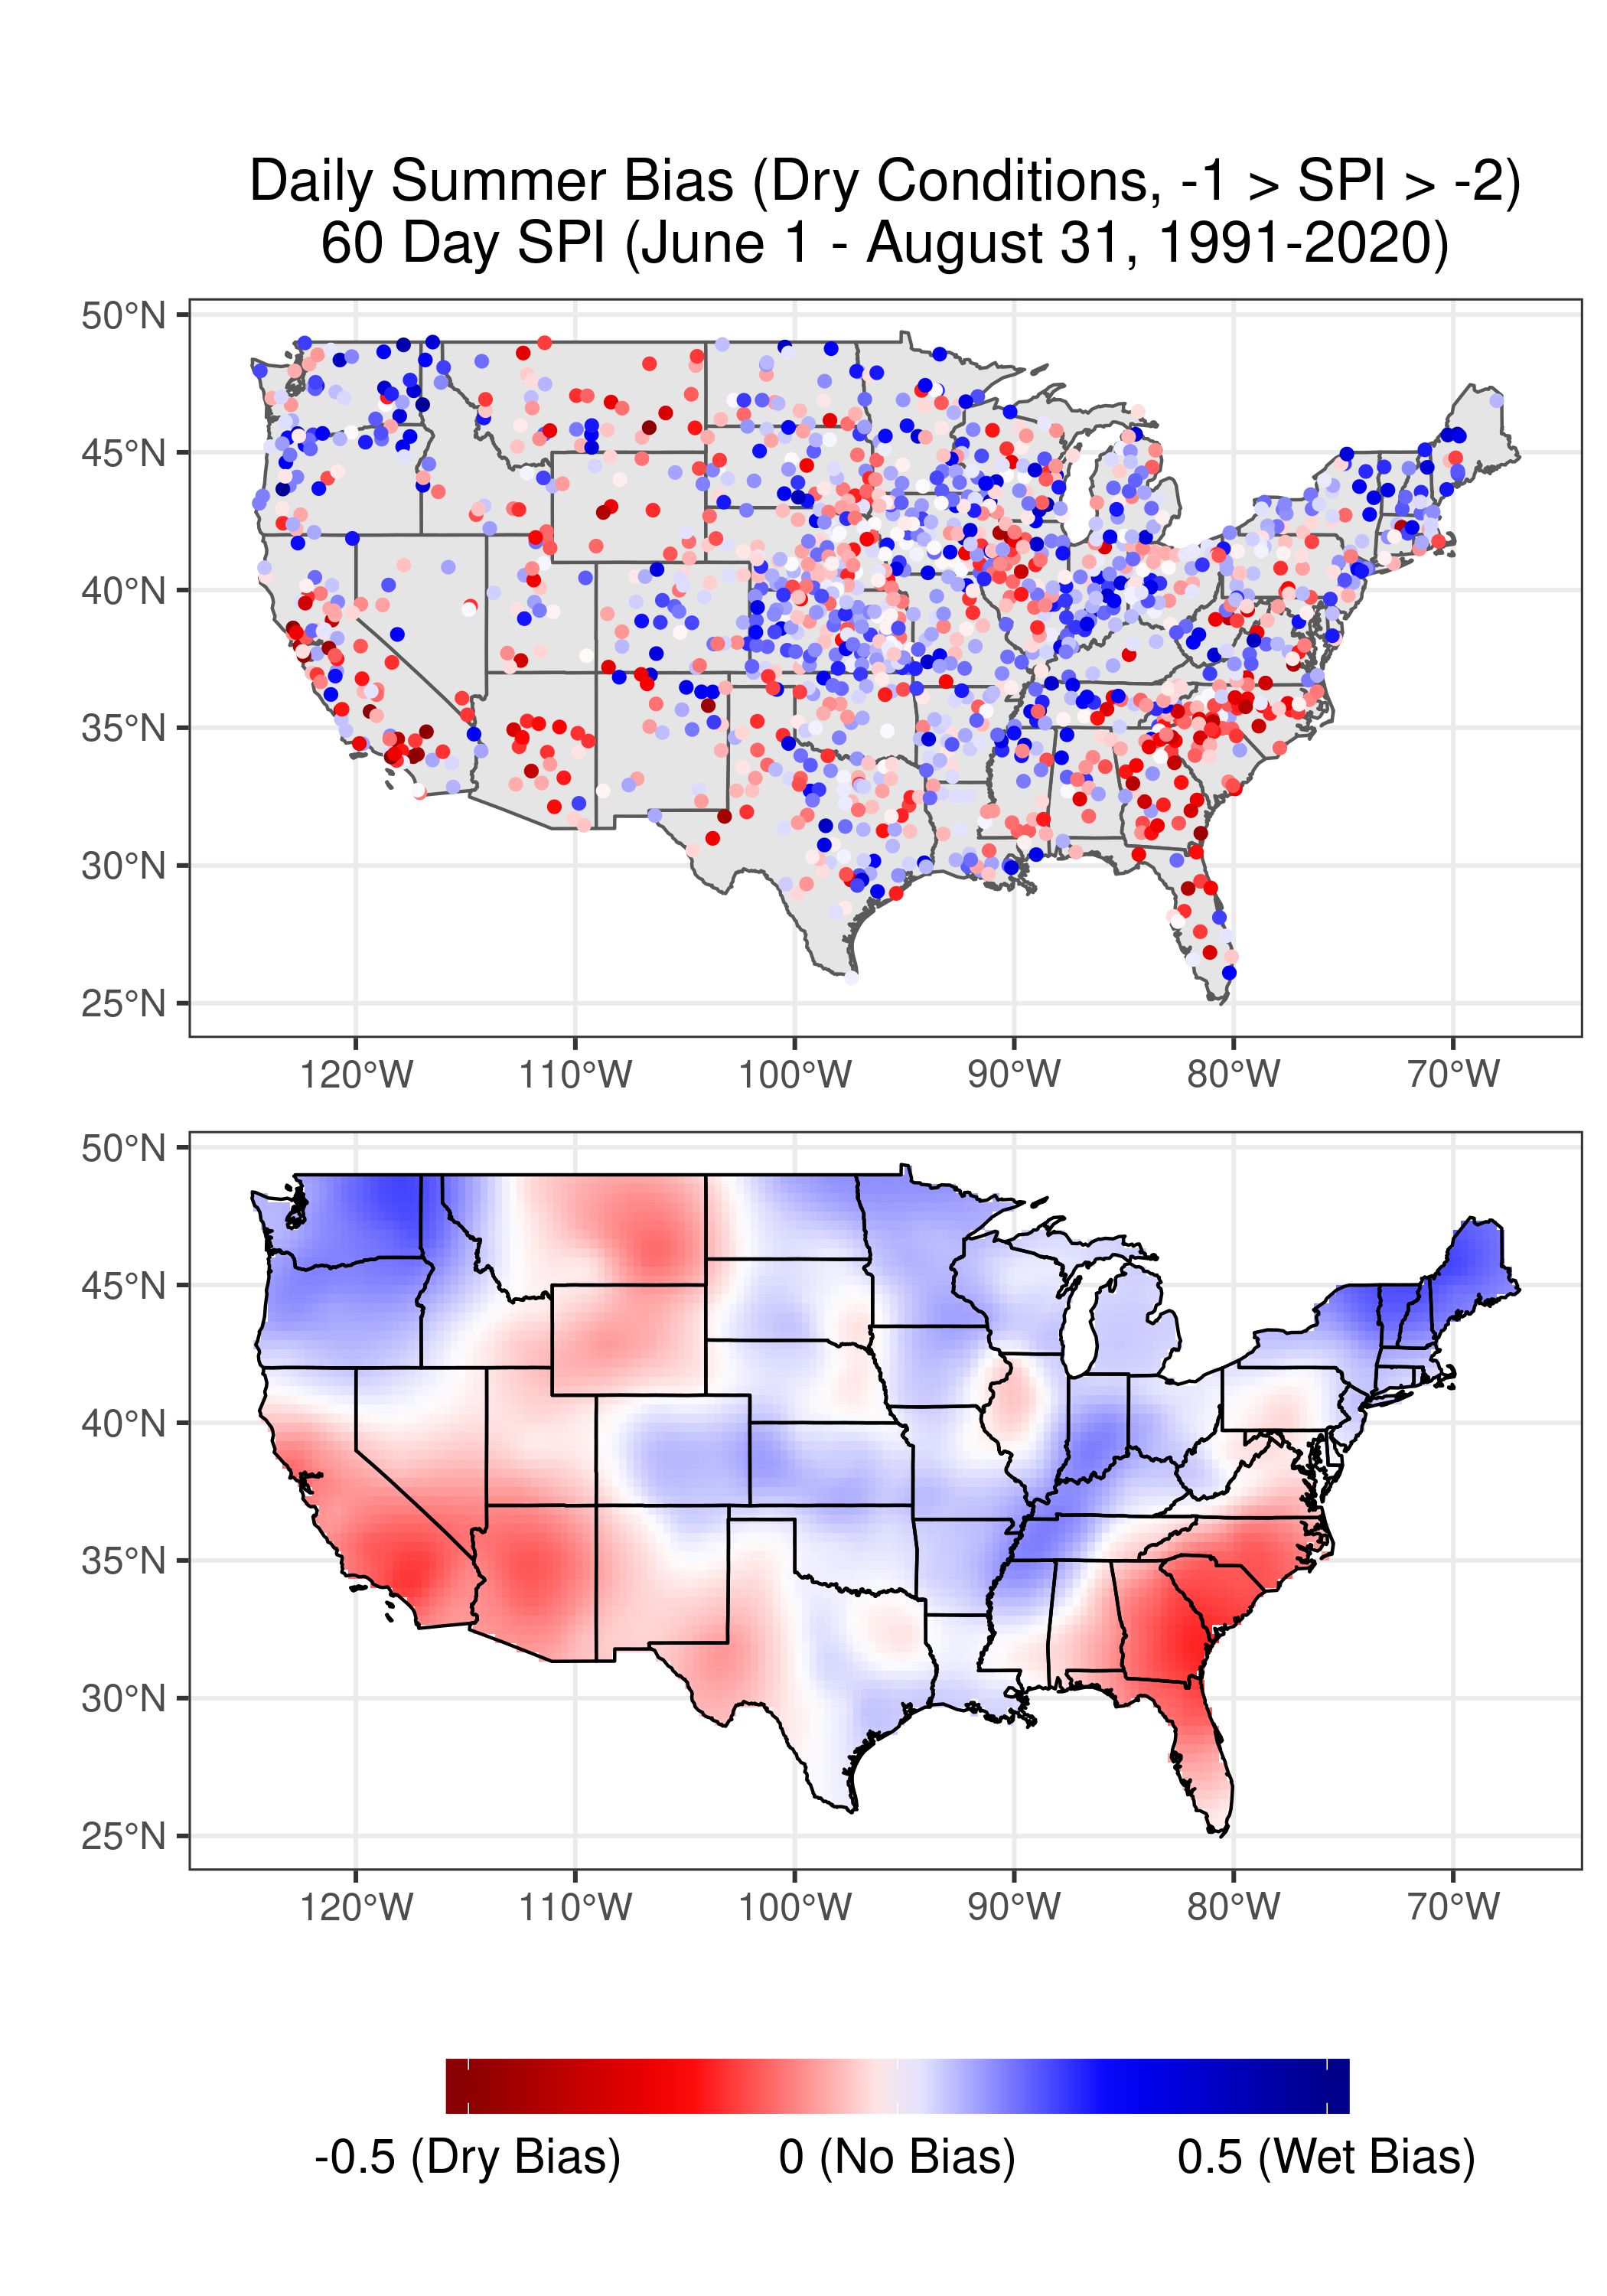 Daily Summer Bias (Dry Conditions, -1 > SPI > -2)
60 Day SPI (June 1 - August 31, 1991-2020)
50°N
45°N
40°N
35°N
30°N
25°N
120°W 110°W 100°W 90°W 80°W 70°W
50°N
45°N
40°N
35°N
30°N
25°N
120°W 110°W 100°W 90°W 80°W 70°W
-0.5 (Dry Bias) 0 (No Bias) 0.5 (Wet Bias)